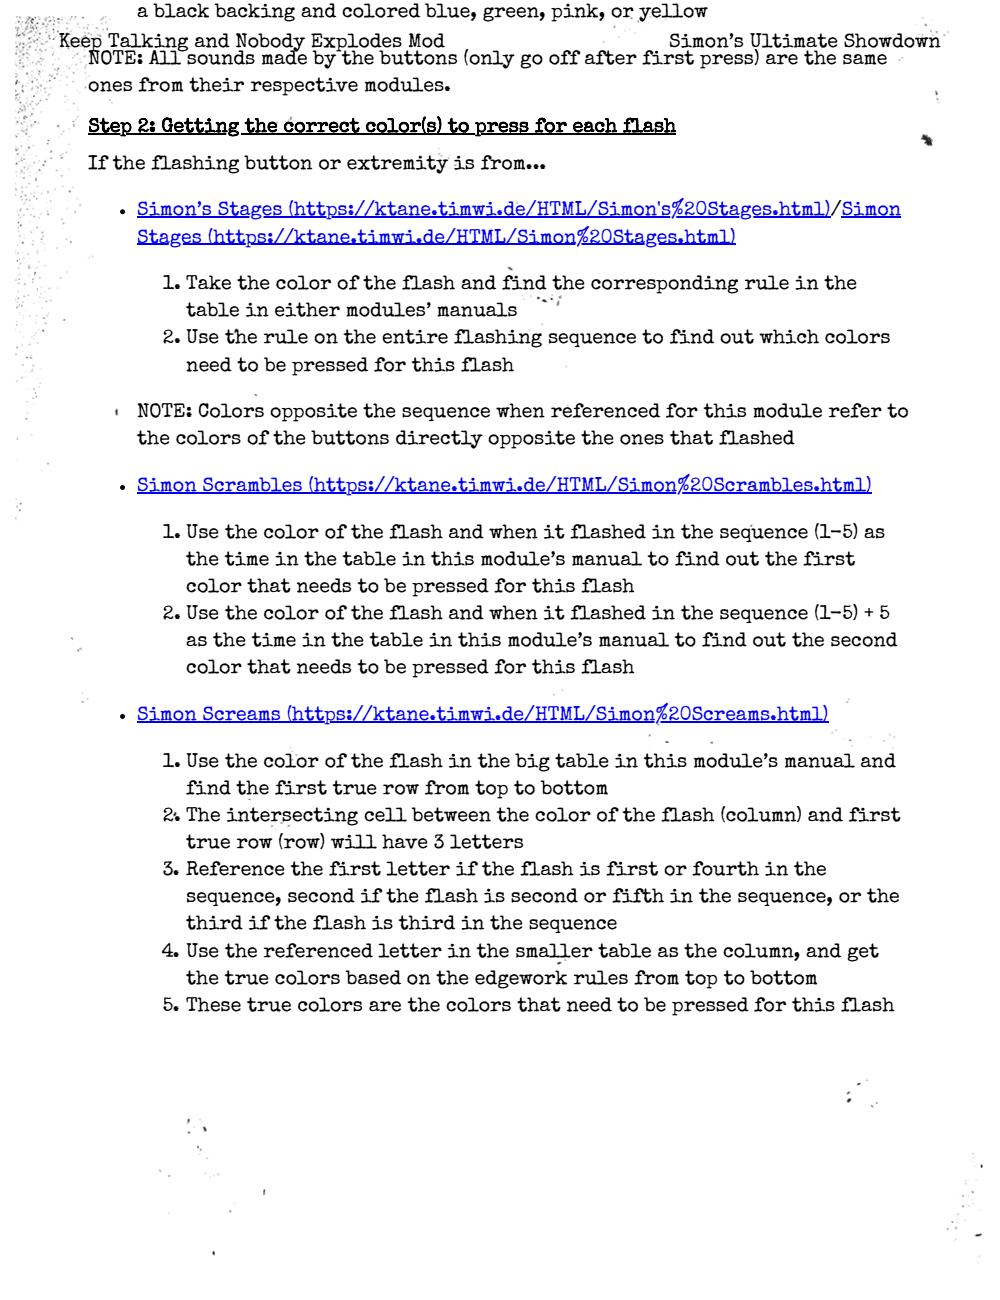 a black backing and colored blue, green, pink, or yellow
Keep Talking and Nobody Explodes Mod Simon's Ultimate Showdown
NOTE: All sounds made by the buttons (only go off after first press) are the same
ones from their respective modules.
Step 2: Getting the correct color(s) to press for each flash
If the flashing button or extremity is from...
• Simon's Stages (https://ktane.timwi.de/HTML/Simon's%20Stages.html)/Simon
Stages (https://ktane.timwi.de/HTML/Simon%20Stages.html)
1. Take the color of the flash and find the corresponding rule in the
table in either modules' manuals
2. Use the rule on the entire flashing sequence to find out which colors
need to be pressed for this flash
NOTE: Colors opposite the sequence when referenced for this module refer to
the colors of the buttons directly opposite the ones that flashed
• Simon Scrambles (https://ktane.timwi.de/HTML/Simon%20Scrambles.html)
1. Use the color of the flash and when it flashed in the sequence (1-5) as
the time in the table in this module's manual to find out the first
color that needs to be pressed for this flash
2. Use the color of the flash and when it flashed in the sequence (1-5) + 5
as the time in the table in this module's manual to find out the second
color that needs to be pressed for this flash
• Simon Screams (https://ktane.timwi.de/HTML/Simon%20Screams.html)
1. Use the color of the flash in the big table in this module's manual and
find the first true row from top to bottom
2. The intersecting cell between the color of the flash (column) and first
true row (row) will have 3 letters
3. Reference the first letter if the flash is first or fourth in the
sequence, second if the flash is second or fifth in the sequence, or the
third if the flash is third in the sequence
4. Use the referenced letter in the smaller table as the column, and get
the true colors based on the edgework rules from top to bottom
5. These true colors are the colors that need to be pressed for this flash